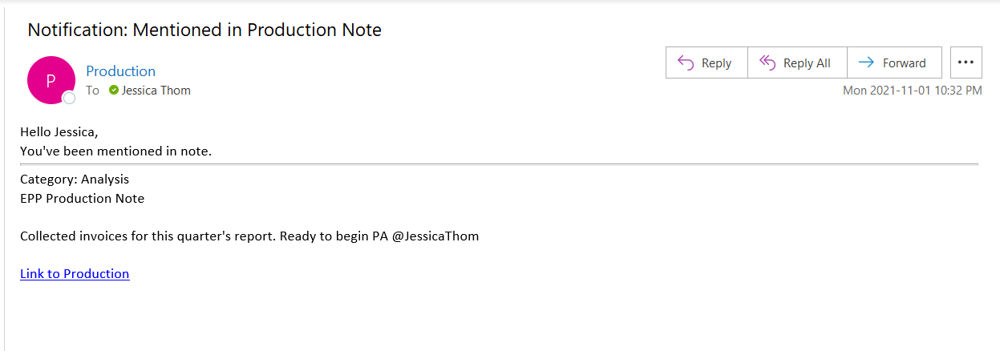 Notification: Mentioned in Production Note
P
Production
To Jessica Thom
Reply
Reply All
Forward
Mon 2021-11-01 10:32 PM
Hello Jessica,
You've been mentioned in note.
Category: Analysis
EPP Production Note
Collected invoices for this quarter's report. Ready to begin PA @JessicaThom
Link to Production